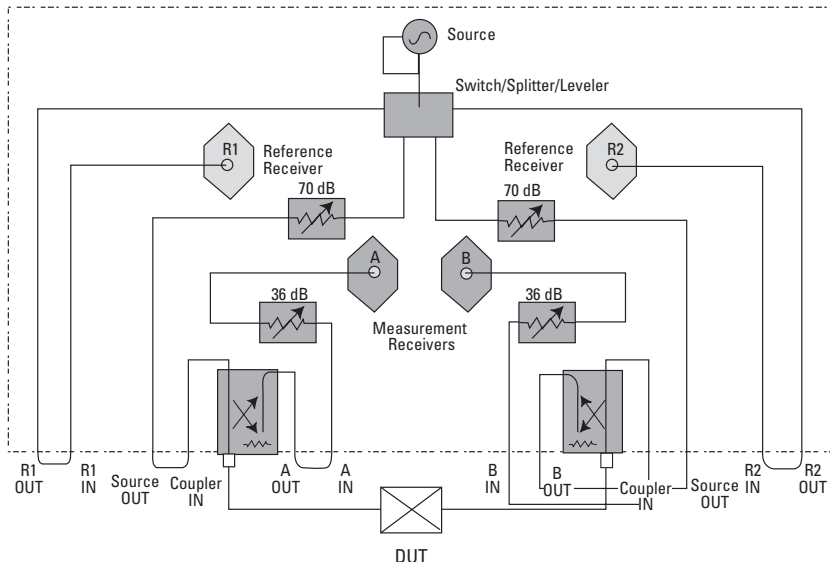 Source
Switch/Splitter/Leveler
R1
Reference
Receiver
Reference
Receiver
R2
70 dB
70 dB
A
B
36 dB
36 dB
Measurement
Receivers
R1
OUT
R1
IN
Source
OUT
Coupler
IN
A
OUT
A
IN
B
IN
B
OUT
Coupler
IN
Source
OUT
R2
IN
R2
OUT
DUT